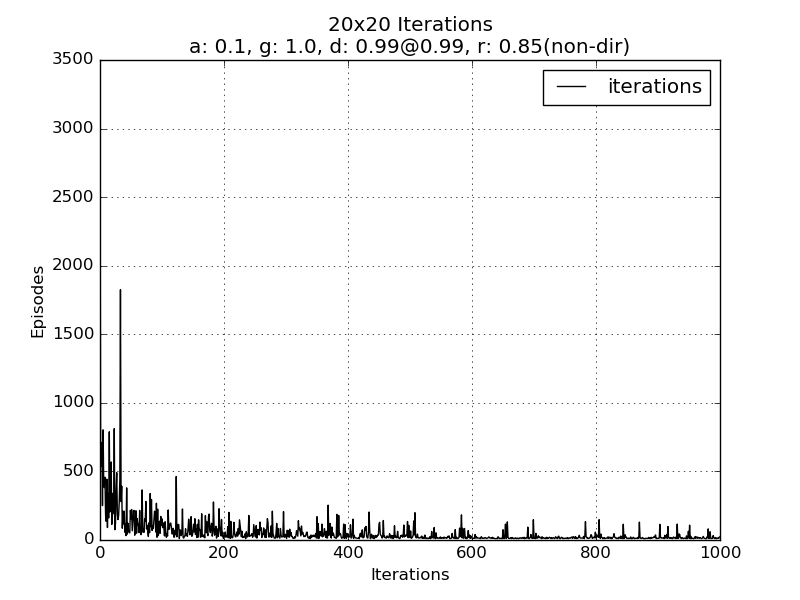 20x20 Iterations
a: 0.1, g: 1.0, d: 0.99@0.99, r: 0.85(non-dir)
iterations
3500
3000
2500
2000
1500
1000
500
0
Episodes
0 200 400 600 800 1000
Iterations